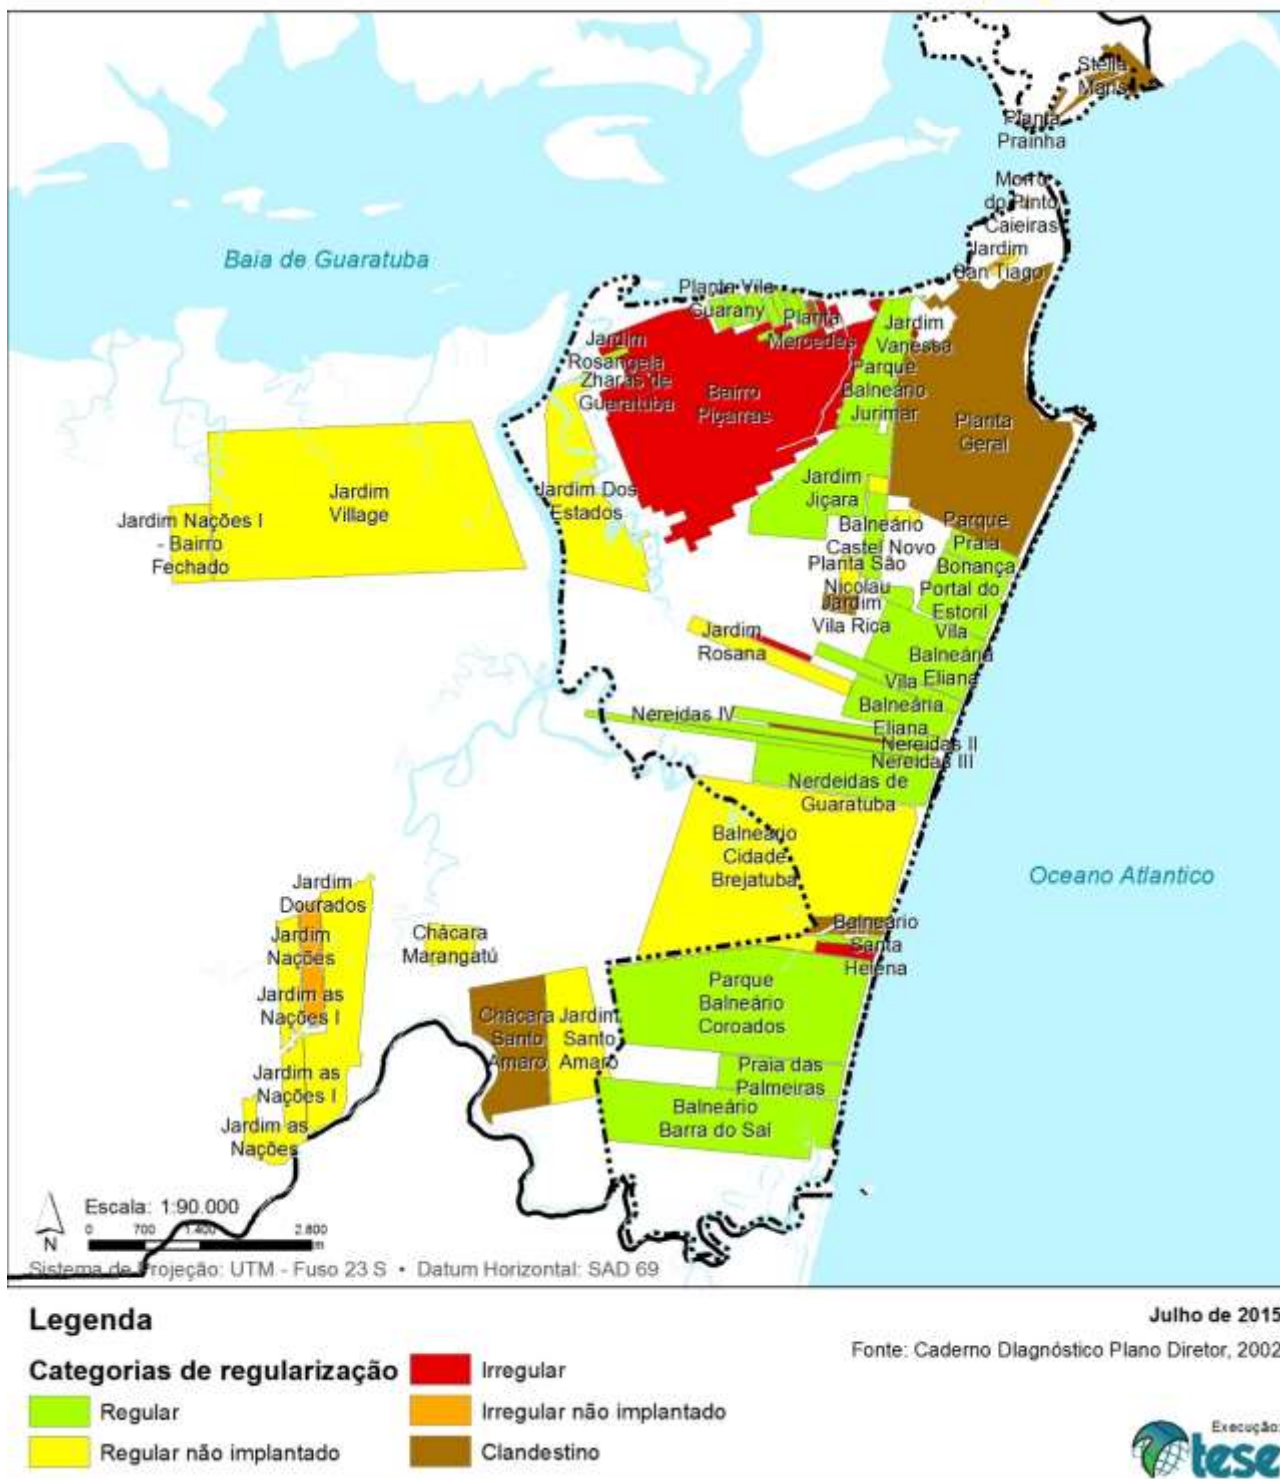 Stella
Maris
Planta
Prainha
Morro
do Pinto
Caieiras
Jardim
San Tiago
Baia de Guaratuba
Planta Vila
Guarany
Planta
Mercedes
Jardim
Vanessa
Jardim
Rosangela
Zharas de
Guaratuba
Bairro
Piçarras
Parque
Balneário
Jurimar
Planta
Geral
Jardim
Village
Jardim Nações I
- Bairro
Fechado
Jardim Dos
Estados
Jardim
Jiçara
Balneário
Castel Novo
Parque
Praia
Bonança
Planta São
Nicolau
Jardim
Vila Rica
Portal do
Estoril
Vila
Balneária
Eliana
Jardim
Rosana
Vila
Balneária
Eliana
Nereidas IV
Nereidas II
Nereidas III
Nerdeidas de
Guaratuba
Balneário
Cidade
Brejatuba
Oceano Atlantico
Jardim
Dourados
Jardim
Nações
Jardim as
Nações I
Jardim as
Nações I
Jardim as
Nações
Chácara
Marangatú
Chácara
Santo
Amaro
Jardim
Santo
Amaro
Balneário
Santa
Helena
Parque
Balneário
Coroados
Praia das
Palmeiras
Balneário
Barra do Saí
Escala: 1:90.000
0 700 1.400 2.800
m
N
Sistema de Projeção: UTM - Fuso 23 S • Datum Horizontal: SAD 69
Legenda
Julho de 2015
Fonte: Caderno DIagnóstico Plano Diretor, 2002
Categorias de regularização
Regular
Regular não implantado
Irregular
Irregular não implantado
Clandestino
Execução:
tese